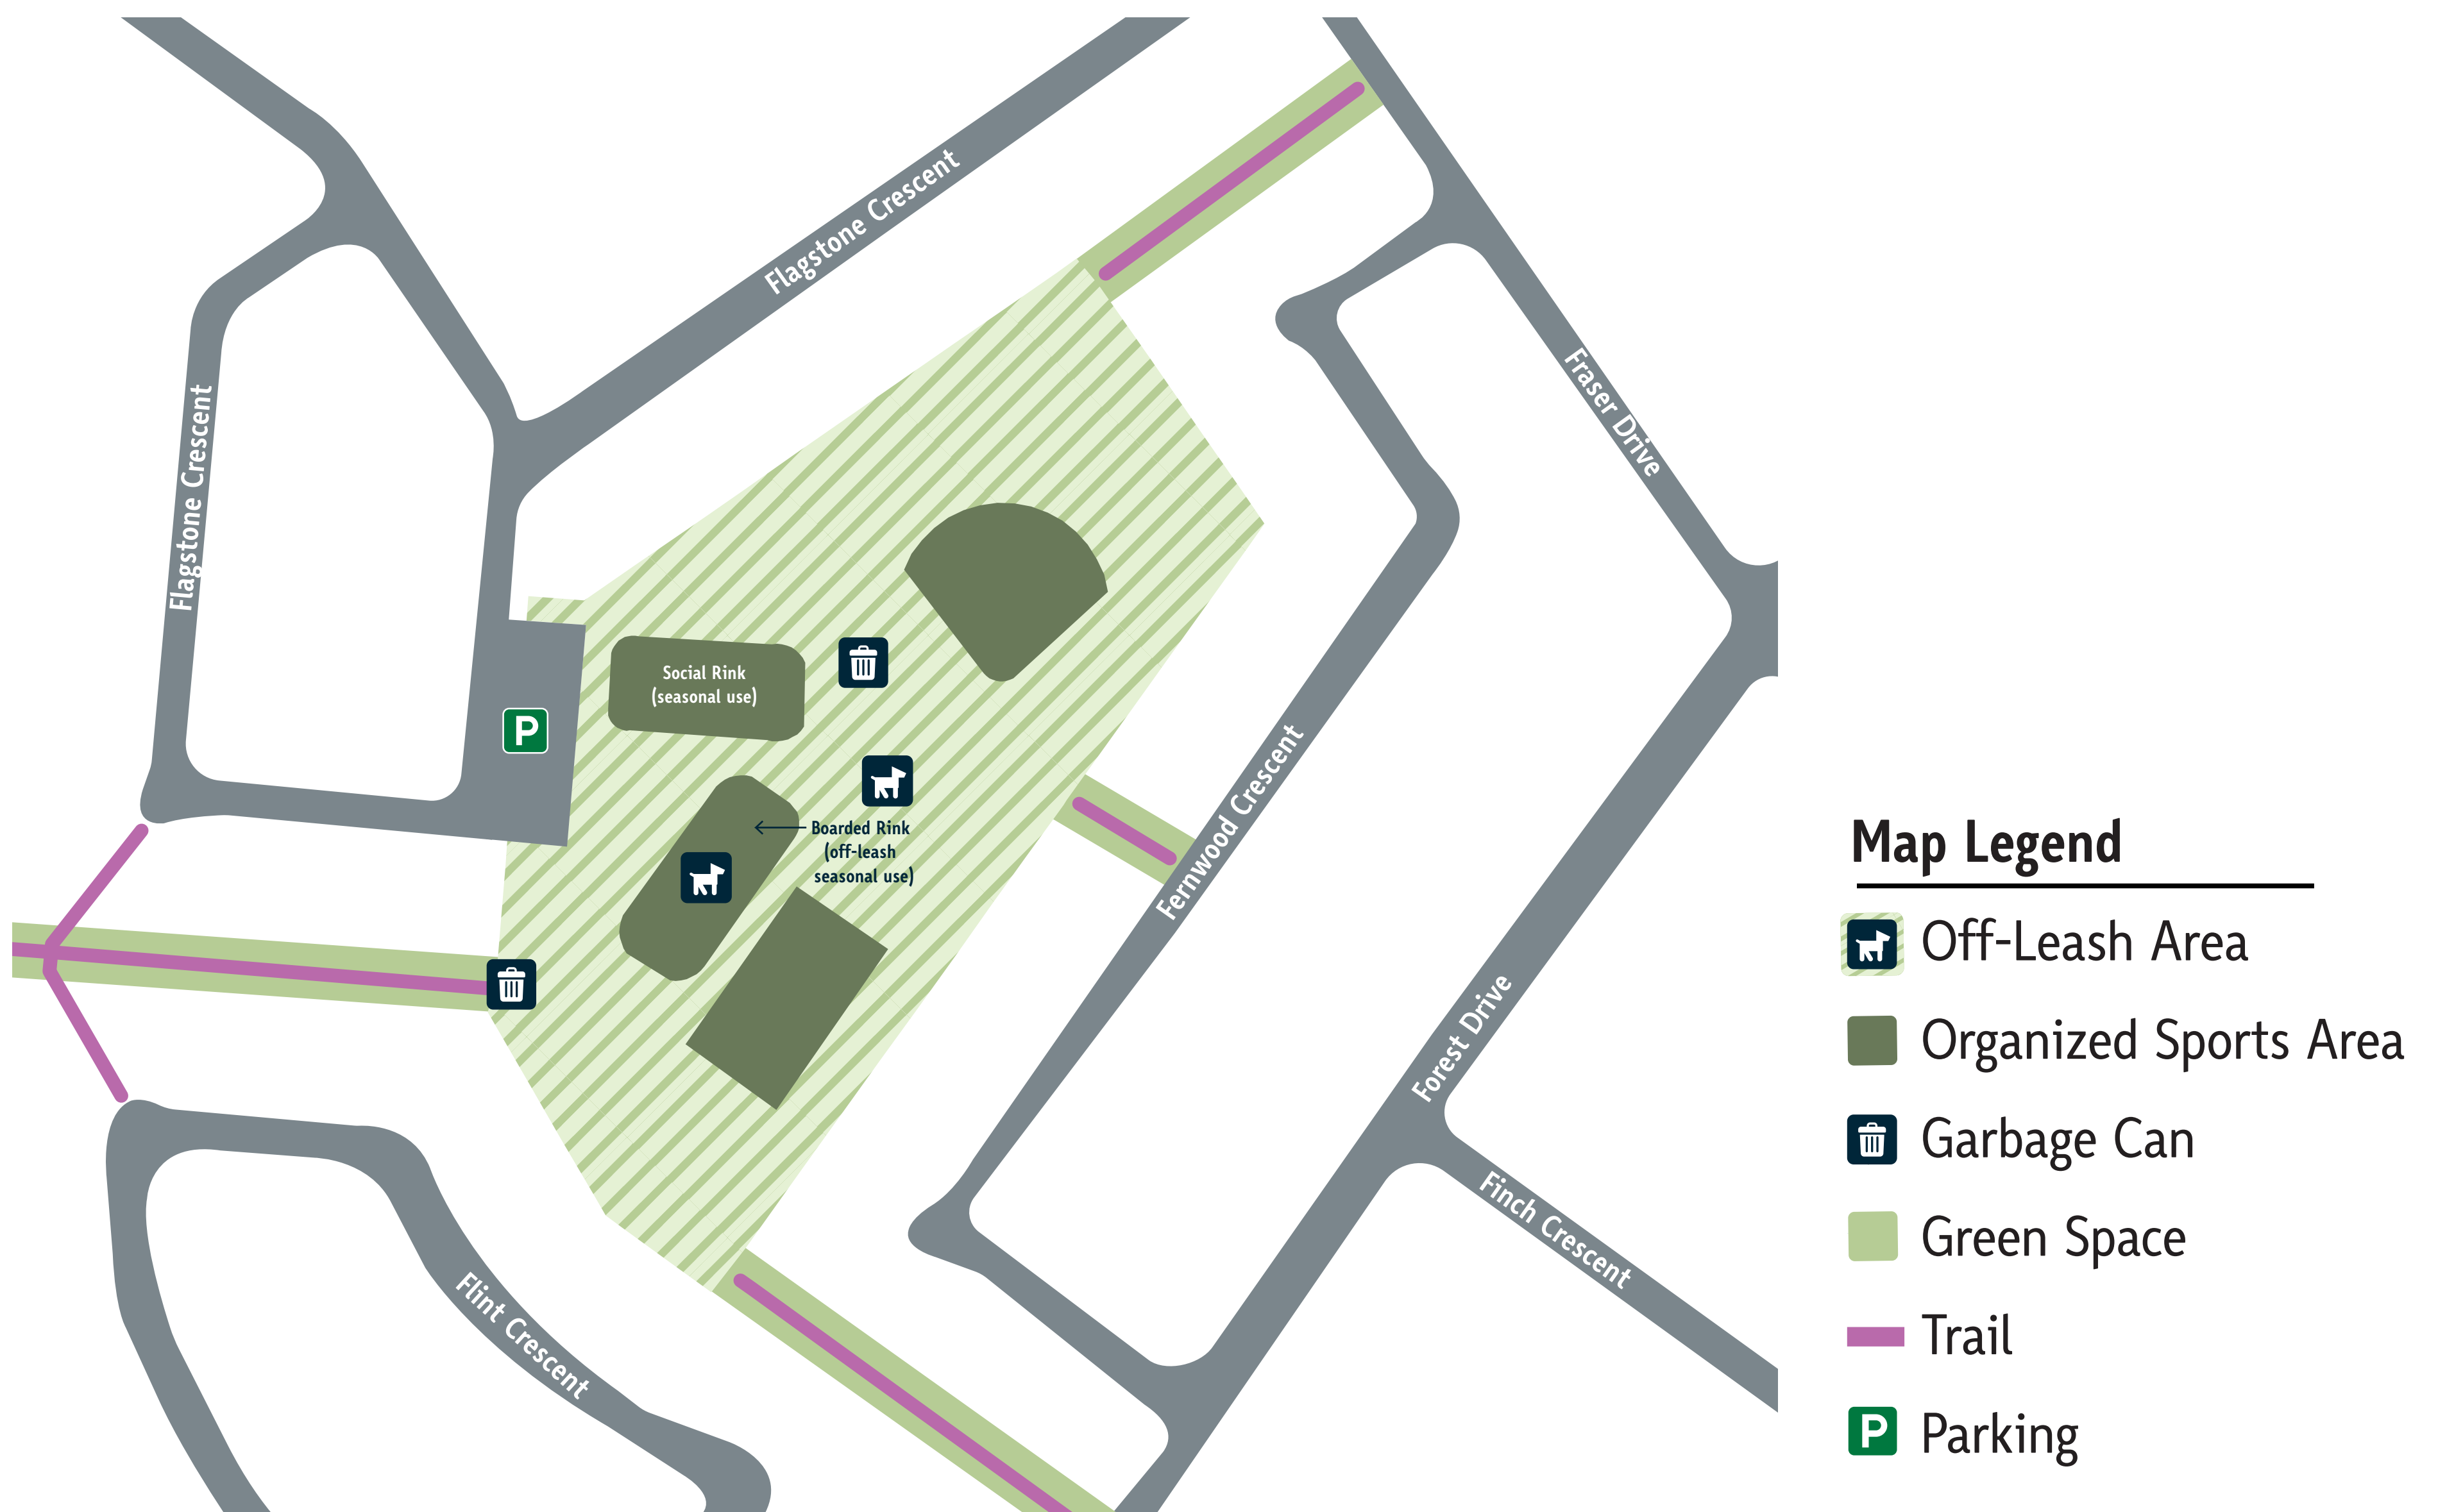 Flagstone Crescent
Flagstone Crescent
Fraser Drive
Social Rink
(seasonal use)
P
Boarded Rink
(off-leash
seasonal use)
Fernwood Crescent
Forest Drive
Finch Crescent
Flint Crescent
Map Legend
Off-Leash Area
Organized Sports Area
Garbage Can
Green Space
Trail
P Parking